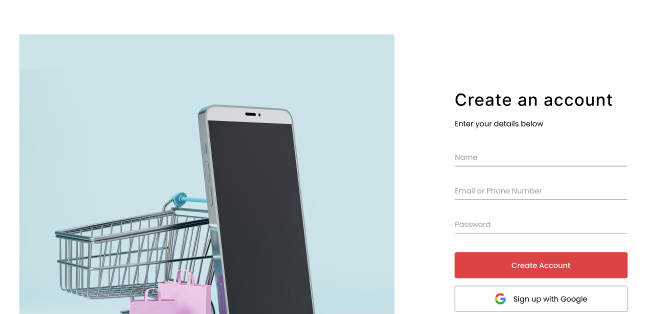 Create an account
Enter your details below
Name
Email or Phone Number
Password
Create Account
Sign up with Google